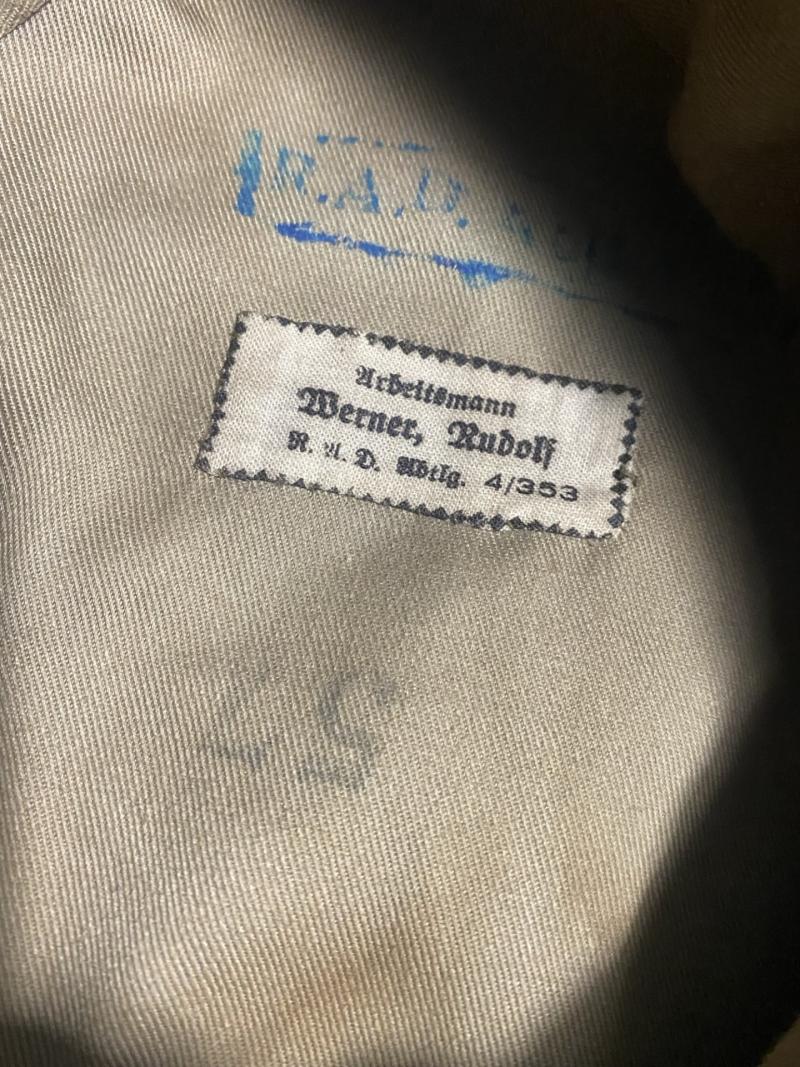 R.A.D.
Arbeitsmann
Werner, Rudolf
R. A. D. Abtlg. 4/353